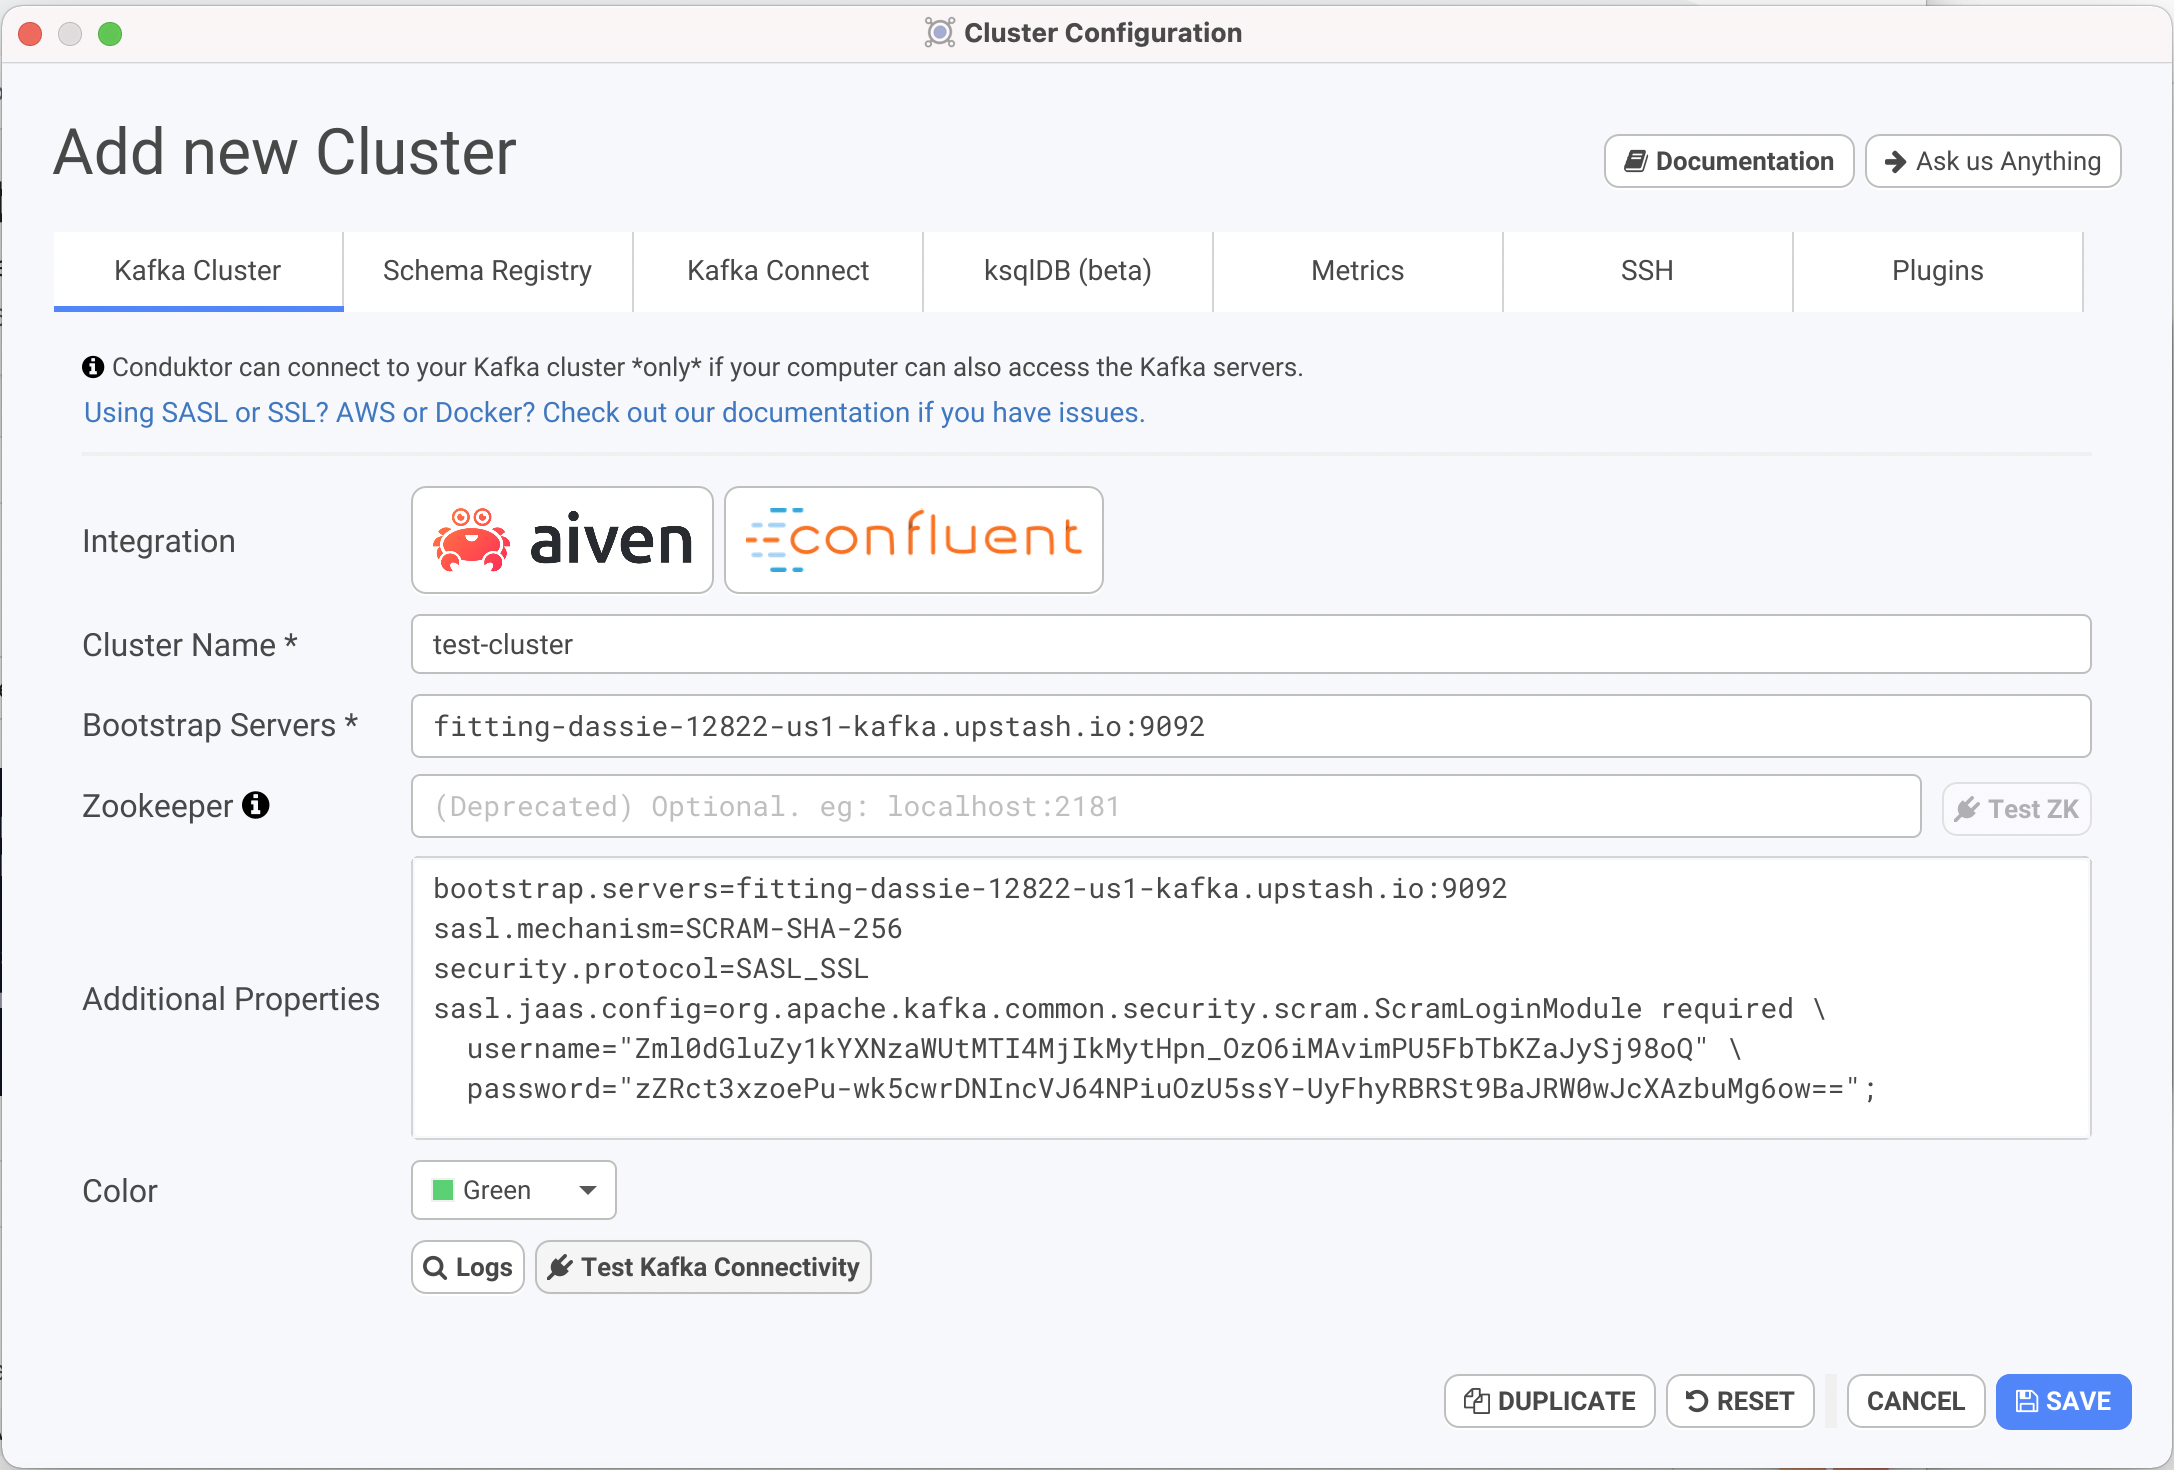 Cluster Configuration
Add new Cluster
Documentation
Ask us Anything
Kafka Cluster
Schema Registry
Kafka Connect
ksqlDB (beta)
Metrics
SSH
Plugins
Conduktor can connect to your Kafka cluster *only* if your computer can also access the Kafka servers.
Using SASL or SSL? AWS or Docker? Check out our documentation if you have issues.
Integration
aiven
confluent
Cluster Name *
test-cluster
Bootstrap Servers *
fitting-dassie-12822-us1-kafka.upstash.io:9092
Zookeeper
(Deprecated) Optional. eg: localhost:2181
Test ZK
Additional Properties
bootstrap.servers=fitting-dassie-12822-us1-kafka.upstash.io:9092
sasl.mechanism=SCRAM-SHA-256
security.protocol=SASL_SSL
sasl.jaas.config=org.apache.kafka.common.security.scram.ScramLoginModule required \
username="Zml0dGluZy1kYXNzaWUtMTI4MjIkMytHpn_OzO6iMAvimPU5FbTbKZaJySj98oQ" \
password="zZRct3xzoePu-wk5cwrDNIncVJ64NPiuOzU5ssY-UyFhyRBRSt9BaJRW0wJcXAzbuMg6ow==";
Color
Green
Logs
Test Kafka Connectivity
DUPLICATE
RESET
CANCEL
SAVE